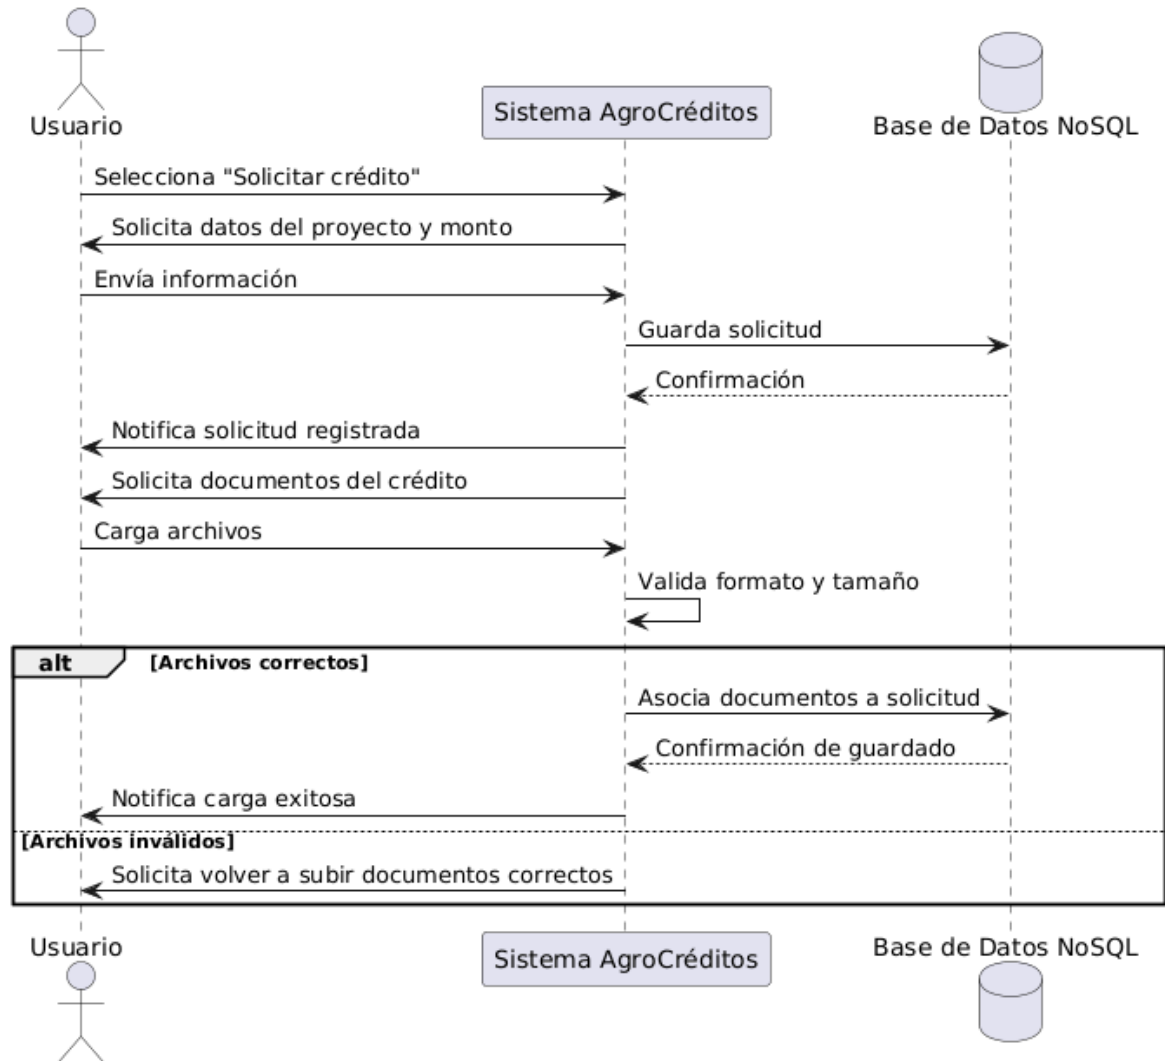 Usuario
Sistema AgroCréditos
Base de Datos NoSQL
Selecciona "Solicitar crédito"
Solicita datos del proyecto y monto
Envía información
Guarda solicitud
Confirmación
Notifica solicitud registrada
Solicita documentos del crédito
Carga archivos
Valida formato y tamaño
alt [Archivos correctos]
Asocia documentos a solicitud
Confirmación de guardado
Notifica carga exitosa
[Archivos inválidos]
Solicita volver a subir documentos correctos
Usuario
Sistema AgroCréditos
Base de Datos NoSQL